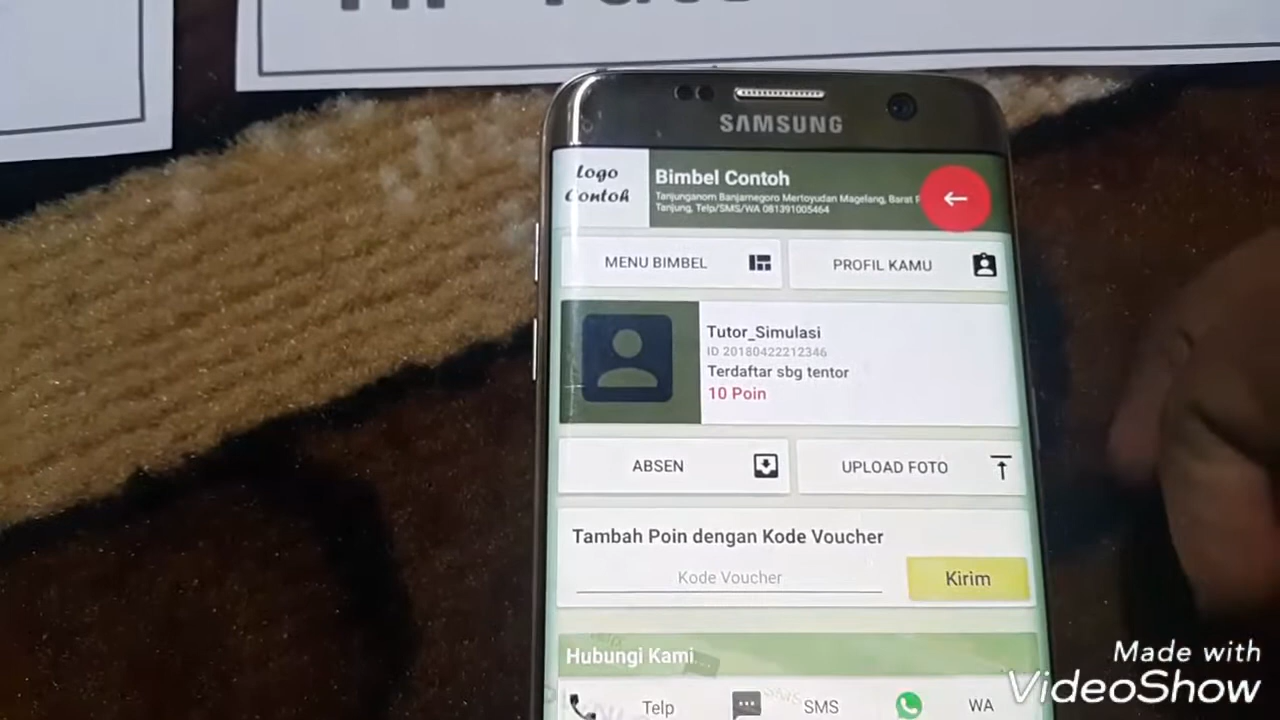 SAMSUNG
Logo
Contoh
Bimbel Contoh
Tanjunganom Banjarnegoro Mertoyudan Magelang, Barat
Tanjung, Telp/SMS/WA 081391005464
MENU BIMBEL
PROFIL KAMU
Tutor_Simulasi
ID 20180422212346
Terdaftar sbg tentor
10 Poin
ABSEN
UPLOAD FOTO
Tambah Poin dengan Kode Voucher
Kode Voucher
Kirim
Hubungi Kami
Telp
SMS
WA
Made with
VideoShow